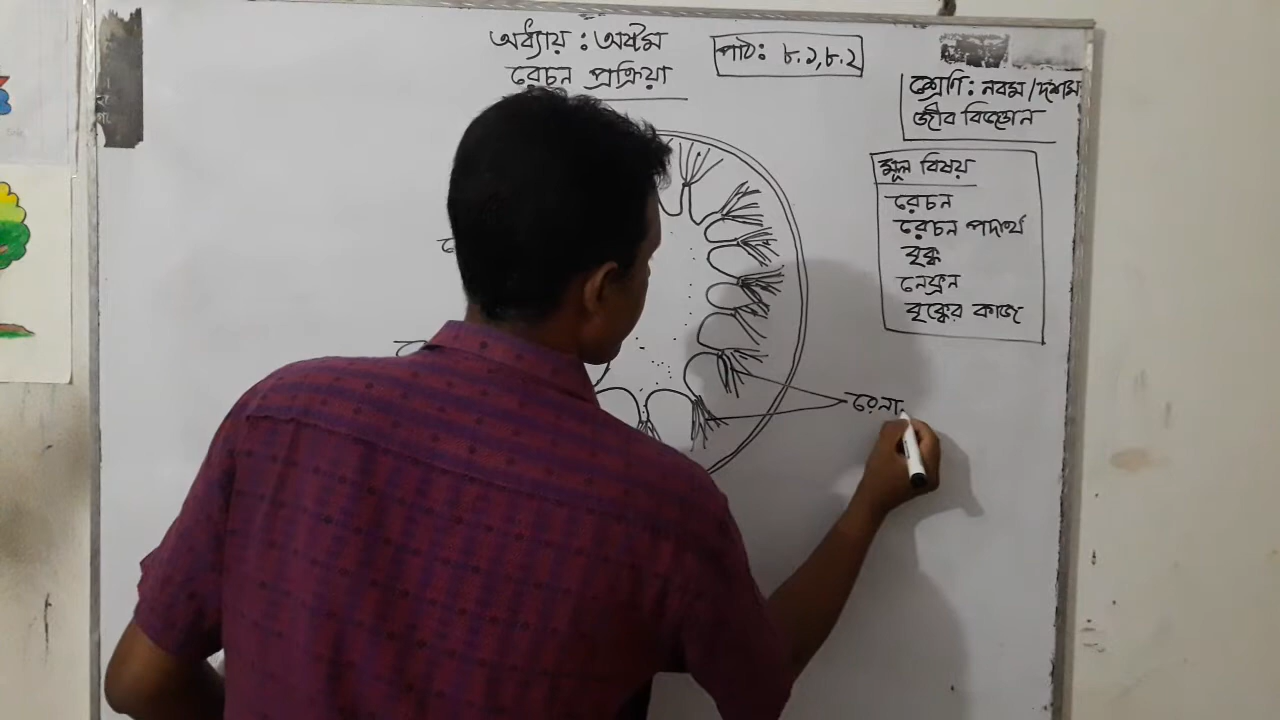 অধ্যায় : অষ্টম
রেচন প্রক্রিয়া
পাঠ: ৮.১,৮.২
শ্রেণি: নবম/দশম
জীব বিজ্ঞান
মূল বিষয়
রেচন
রেচন পদার্থ
বৃক্ক
নেফ্রন
বৃক্কের কাজ
রেনা